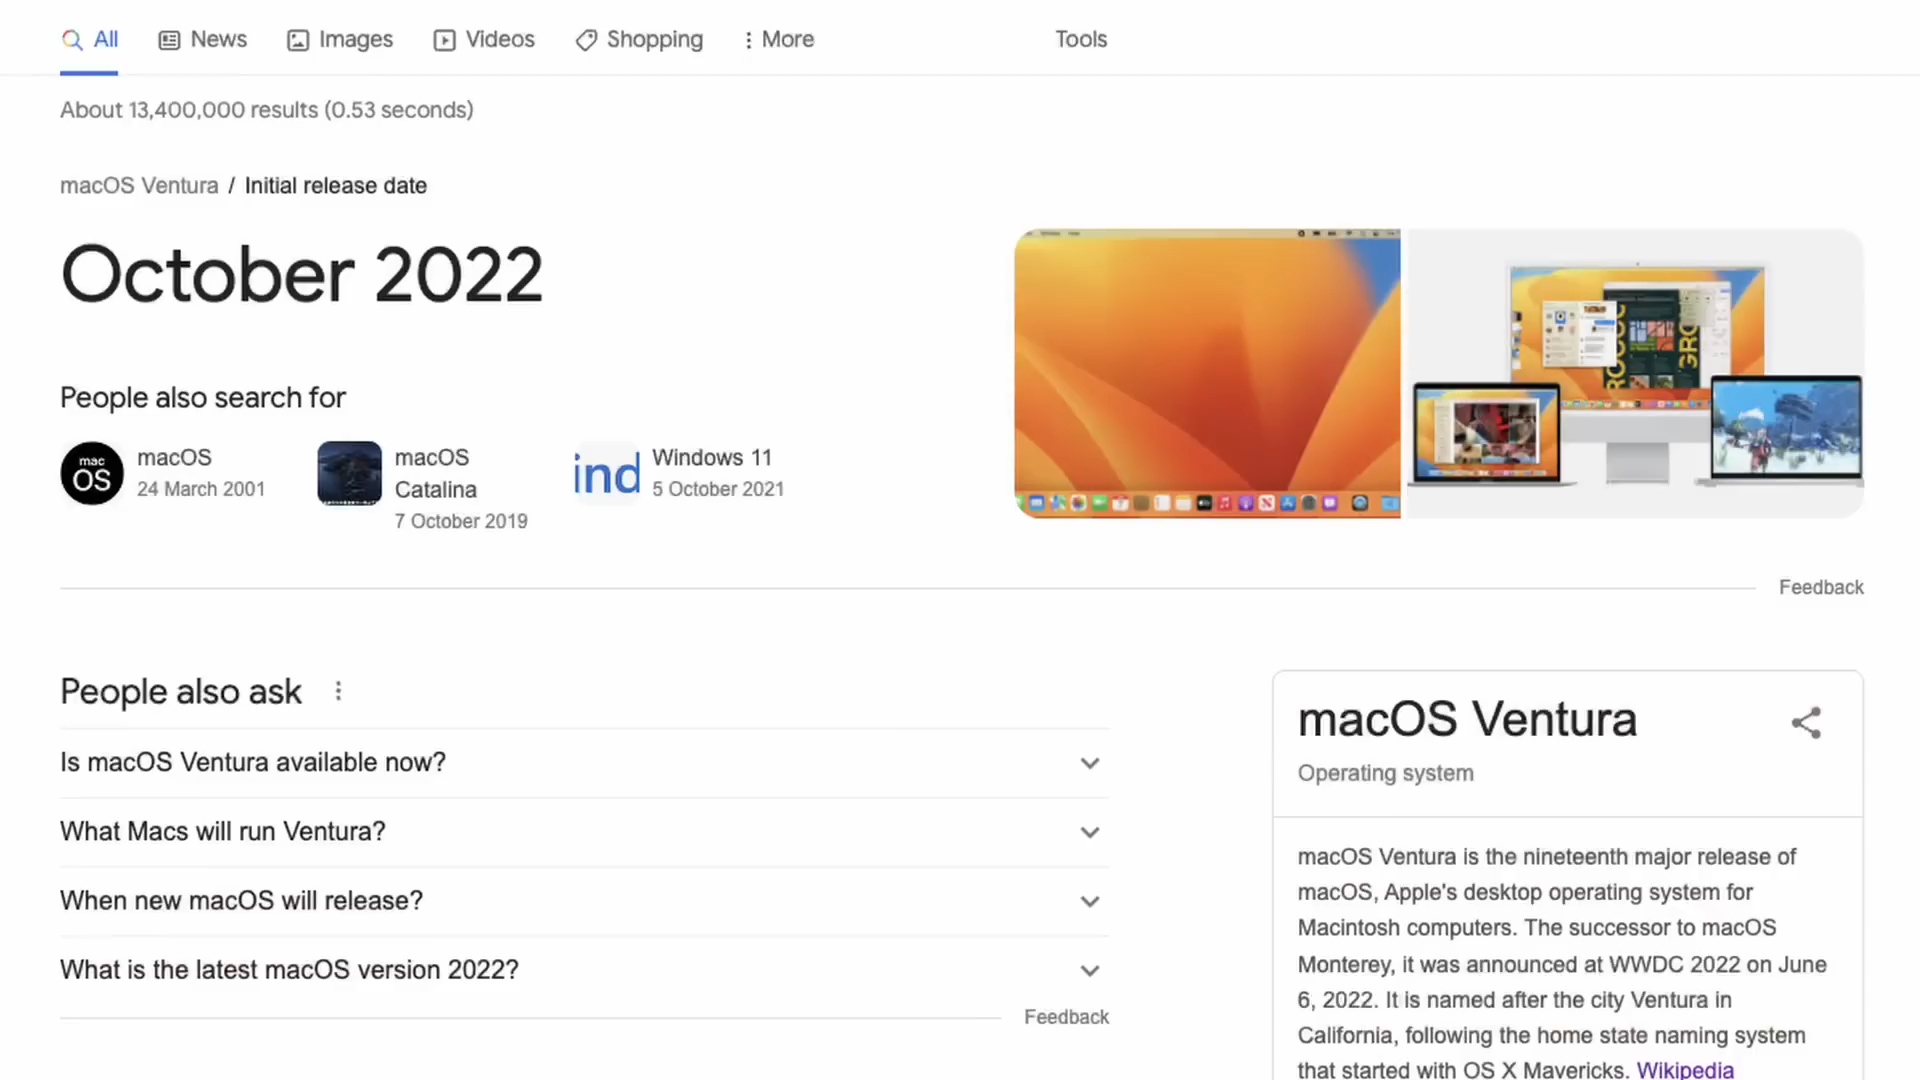 All
News
Images
Videos
Shopping
More
Tools
About 13,400,000 results (0.53 seconds)
macOS Ventura / Initial release date
October 2022
People also search for
mac
OS
macOS
24 March 2001
macOS
Catalina
7 October 2019
ind
Windows 11
5 October 2021
Feedback
People also ask
Is macOS Ventura available now?
What Macs will run Ventura?
When new macOS will release?
What is the latest macOS version 2022?
Feedback
macOS Ventura
Operating system
macOS Ventura is the nineteenth major release of
macOS, Apple's desktop operating system for
Macintosh computers. The successor to macOS
Monterey, it was announced at WWDC 2022 on June
6, 2022. It is named after the city Ventura in
California, following the home state naming system
that started with OS X Mavericks. Wikipedia